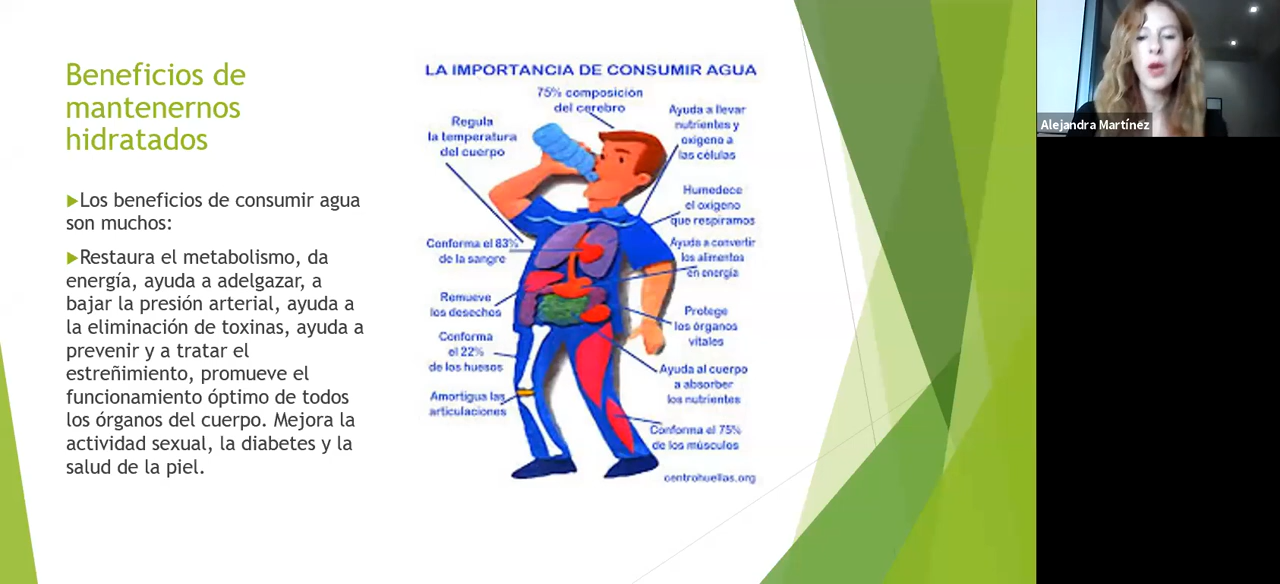 Beneficios de
mantenernos
hidratados
Los beneficios de consumir agua
son muchos:
Restaura el metabolismo, da
energía, ayuda a adelgazar, a
bajar la presión arterial, ayuda a
la eliminación de toxinas, ayuda a
prevenir y a tratar el
estreñimiento, promueve el
funcionamiento óptimo de todos
los órganos del cuerpo. Mejora la
actividad sexual, la diabetes y la
salud de la piel.
LA IMPORTANCIA DE CONSUMIR AGUA
75% composición
del cerebro
Regula
la temperatura
del cuerpo
Conforma el 83%
de la sangre
Remueve
los desechos
Conforma
el 22%
de los huesos
Amortigua las
articulaciones
Ayuda a llevar
nutrientes y
oxigeno a
las células
Humedece
el oxigeno
que respiramos
Ayuda a convertir
los alimentos
en energía
Protege
los órganos
vitales
Ayuda al cuerpo
a absorber
los nutrientes
Conforma el 75%
de los músculos
centrohuellas.org
Alejandra Martínez